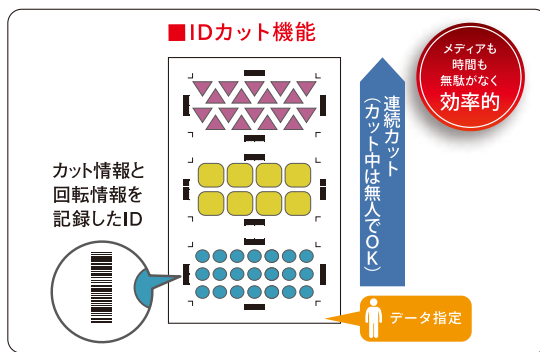 ■IDカット機能
メディアも
時間も
無駄がなく
効率的
連続カット
（カット中は無人でOK）
カット情報と
回転情報を
記録したID
データ指定